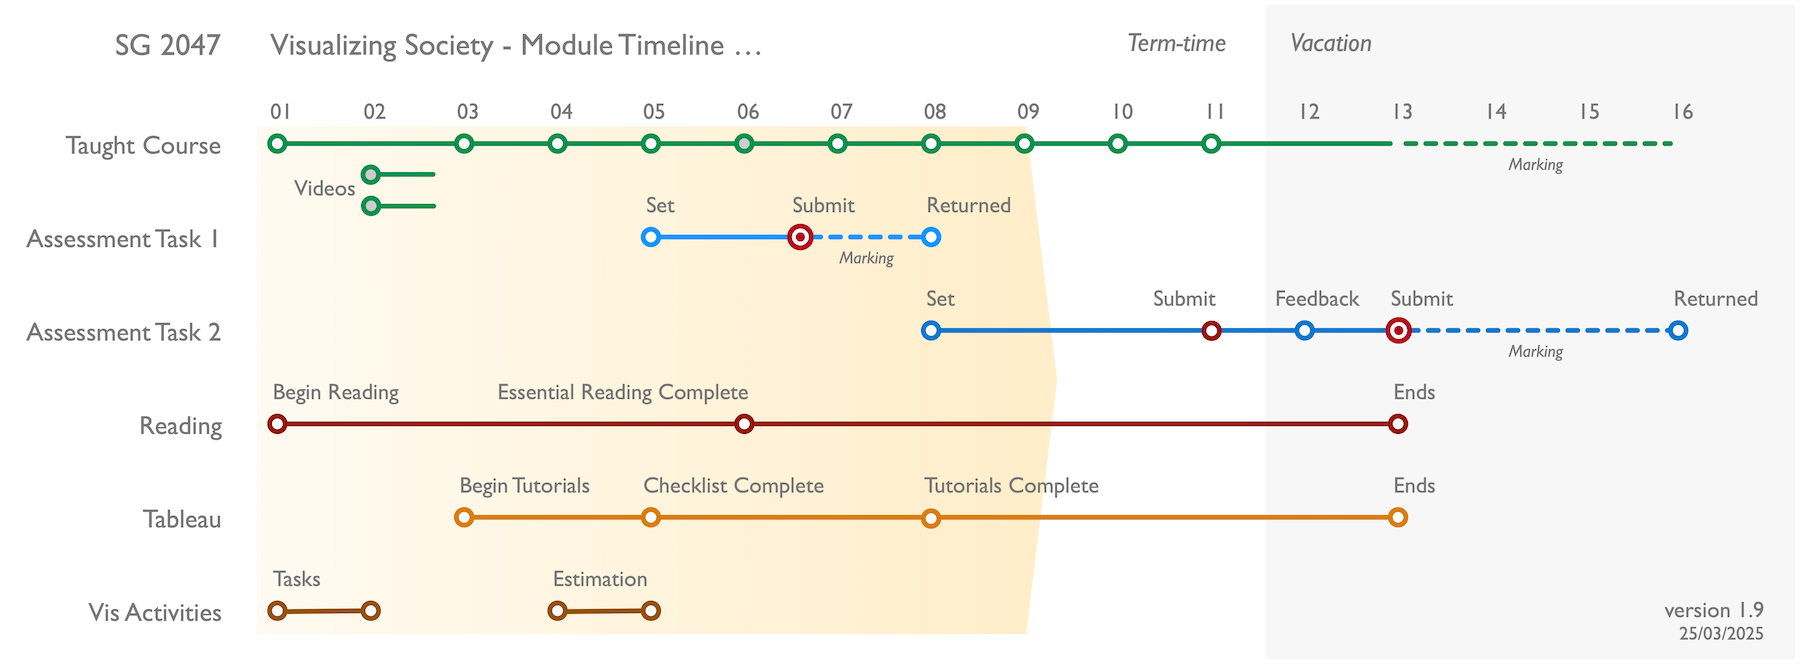 SG 2047 Visualizing Society - Module Timeline … Term-time Vacation
01 02 03 04 05 06 07 08 09 10 11 12 13 14 15 16
Taught Course
Marking
Videos
Set Submit Returned
Assessment Task 1
Marking
Set Submit Feedback Submit Returned
Assessment Task 2
Marking
Begin Reading Essential Reading Complete Ends
Reading
Begin Tutorials Checklist Complete Tutorials Complete Ends
Tableau
Tasks Estimation
Vis Activities
version 1.9
25/03/2025